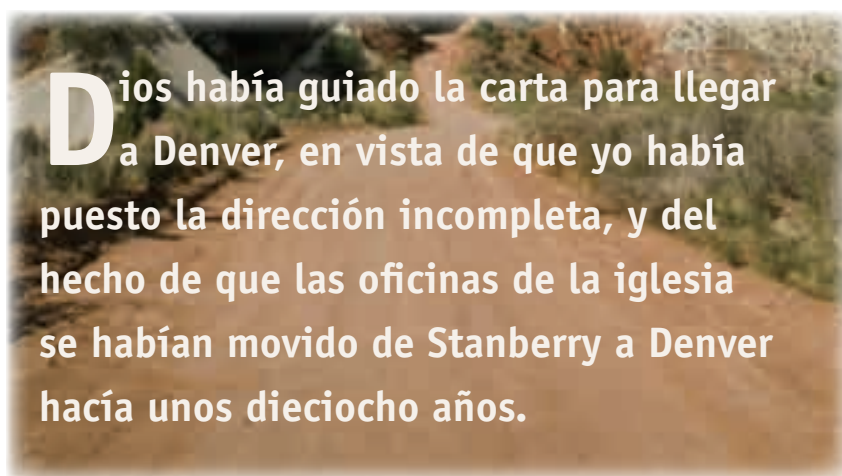 Dios había guiado la carta para llegar
a Denver, en vista de que yo había
puesto la dirección incompleta, y del
hecho de que las oficinas de la iglesia
se habían movido de Stanberry a Denver
hacía unos dieciocho años.